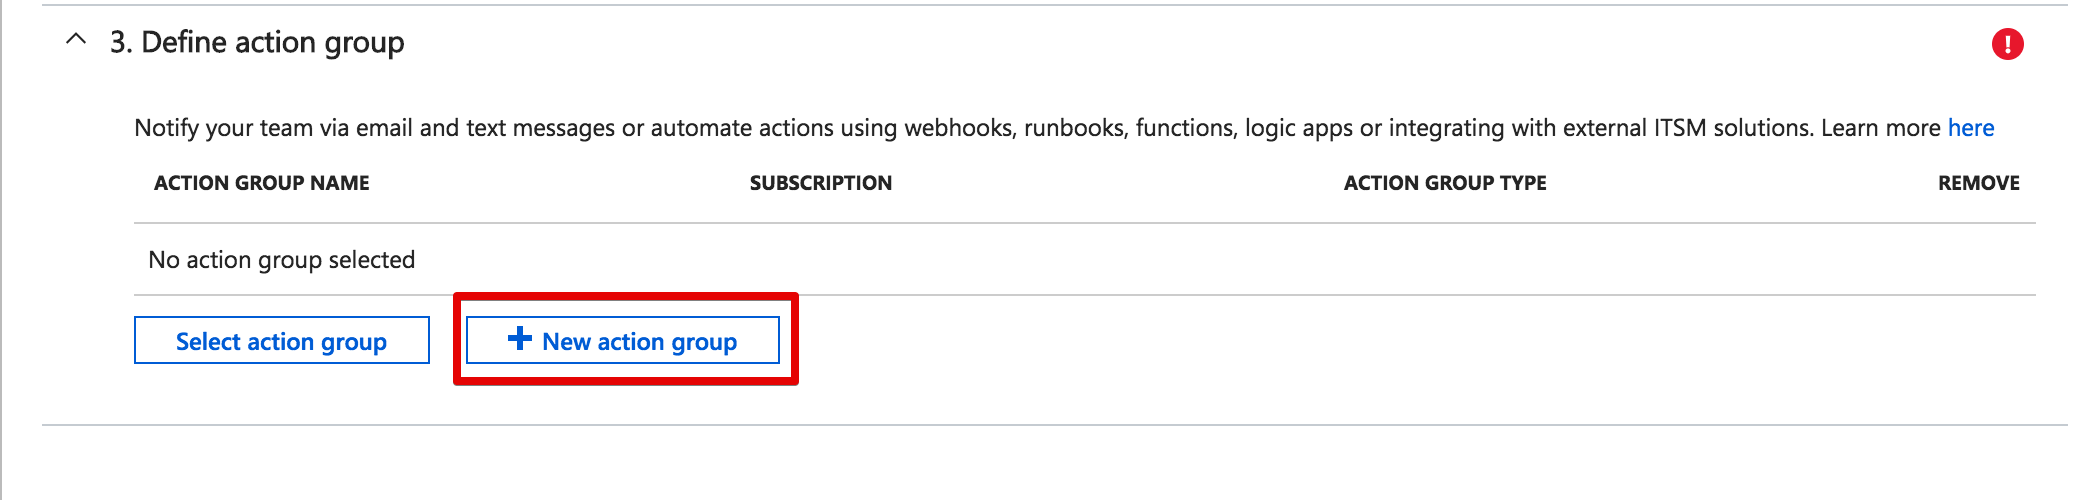 3. Define action group
Notify your team via email and text messages or automate actions using webhooks, runbooks, functions, logic apps or integrating with external ITSM solutions. Learn more here
ACTION GROUP NAME SUBSCRIPTION ACTION GROUP TYPE REMOVE
No action group selected
Select action group + New action group